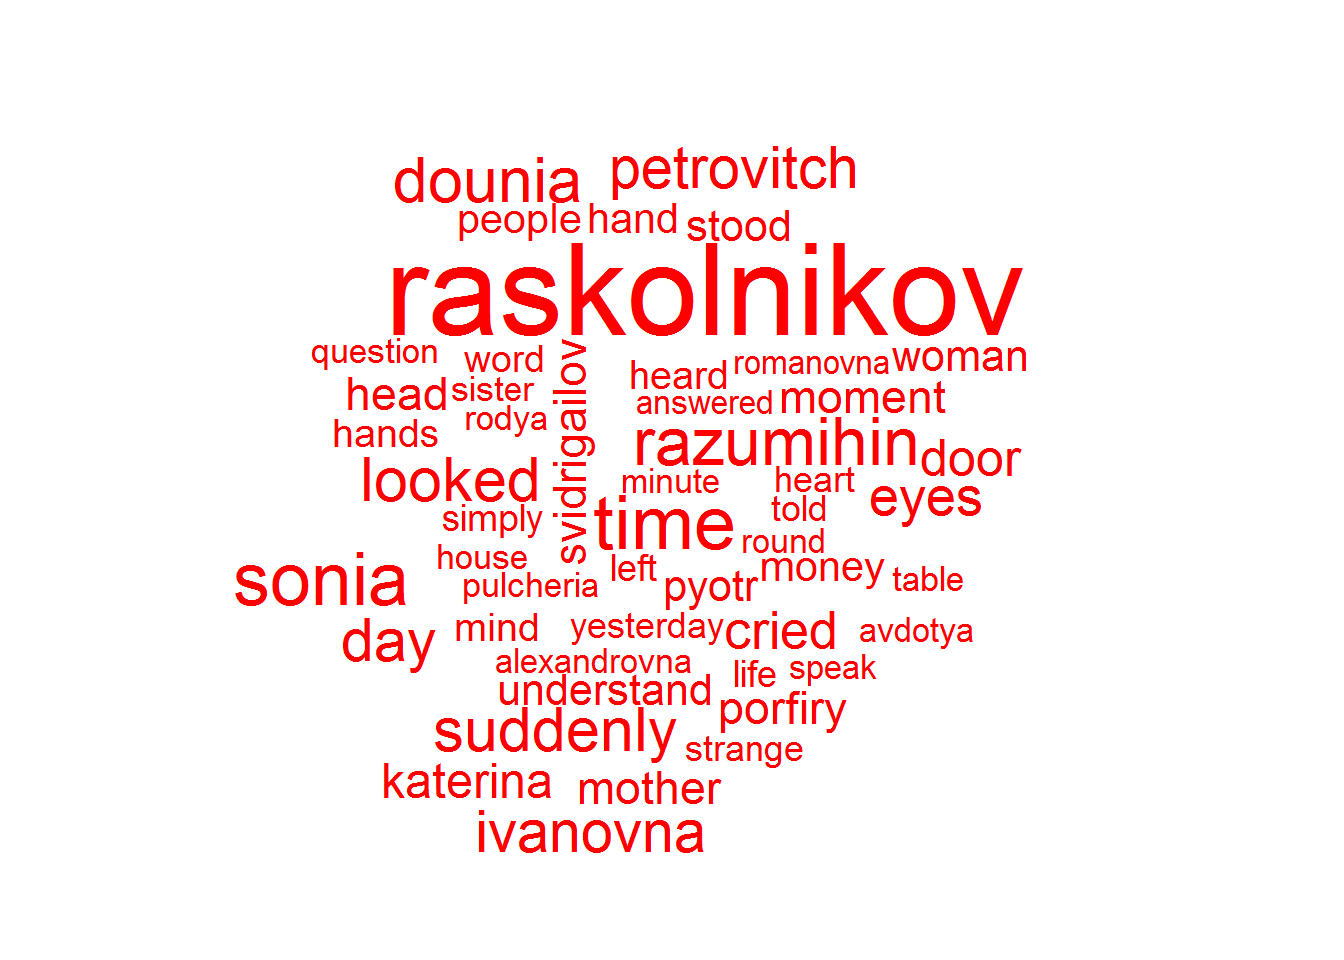 dounia petrovitch
people hand stood
raskolnikov
question word svidrigailov heard romanovna woman
head sister answered moment
hands rodya razumihin door
looked minute heart eyes
simply time told
house left round
sonia pulcheria pyotr money table
day mind yesterday cried avdotya
alexandrovna life speak
understand porfiry
suddenly strange
katerina mother
ivanovna